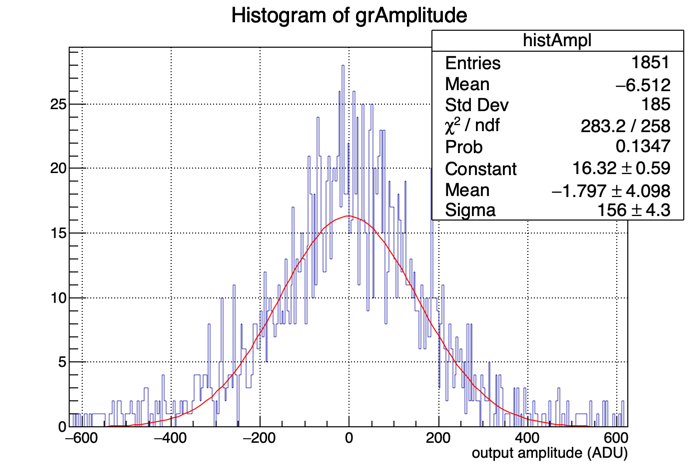 Histogram of grAmplitude
histAmpl
Entries 1851
Mean −6.512
Std Dev 185
χ² / ndf 283.2 / 258
Prob 0.1347
Constant 16.32 ± 0.59
Mean −1.797 ± 4.098
Sigma 156 ± 4.3
25
20
15
10
5
0
−600 −400 −200 0 200 400 600
output amplitude (ADU)